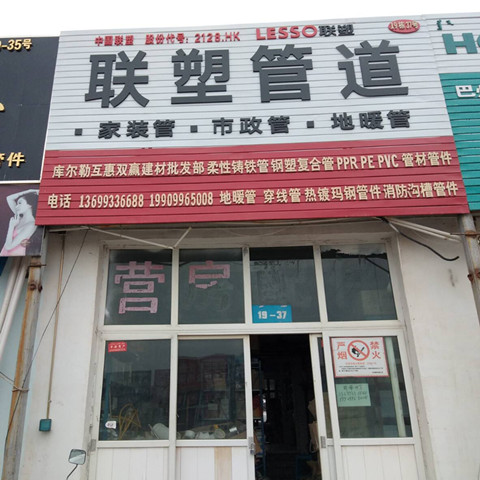 中国联塑 股份代号：2128.HK LESSO联塑
联塑管道
·家装管 ·市政管 ·地暖管
库尔勒互惠双赢建材批发部 柔性铸铁管 钢塑复合管 PPR PE PVC 管材管件
电话 13699336688 19909965008 地暖管 穿线管 热镀玛钢管件 消防沟槽管件
-35号
管件
巴
营
19-37
严禁
烟火